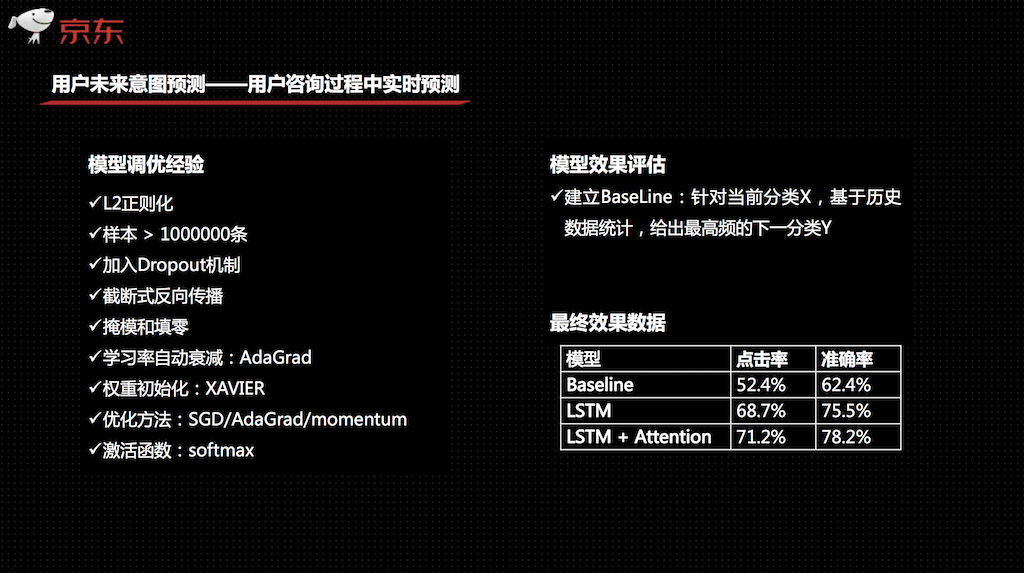 京东
用户未来意图预测——用户咨询过程中实时预测
模型调优经验
✓L2正则化
✓样本 > 1000000条
✓加入Dropout机制
✓截断式反向传播
✓掩模和填零
✓学习率自动衰减：AdaGrad
✓权重初始化：XAVIER
✓优化方法：SGD/AdaGrad/momentum
✓激活函数：softmax
模型效果评估
✓建立BaseLine：针对当前分类X，基于历史
数据统计，给出最高频的下一分类Y
最终效果数据
模型 点击率 准确率
Baseline 52.4% 62.4%
LSTM 68.7% 75.5%
LSTM + Attention 71.2% 78.2%